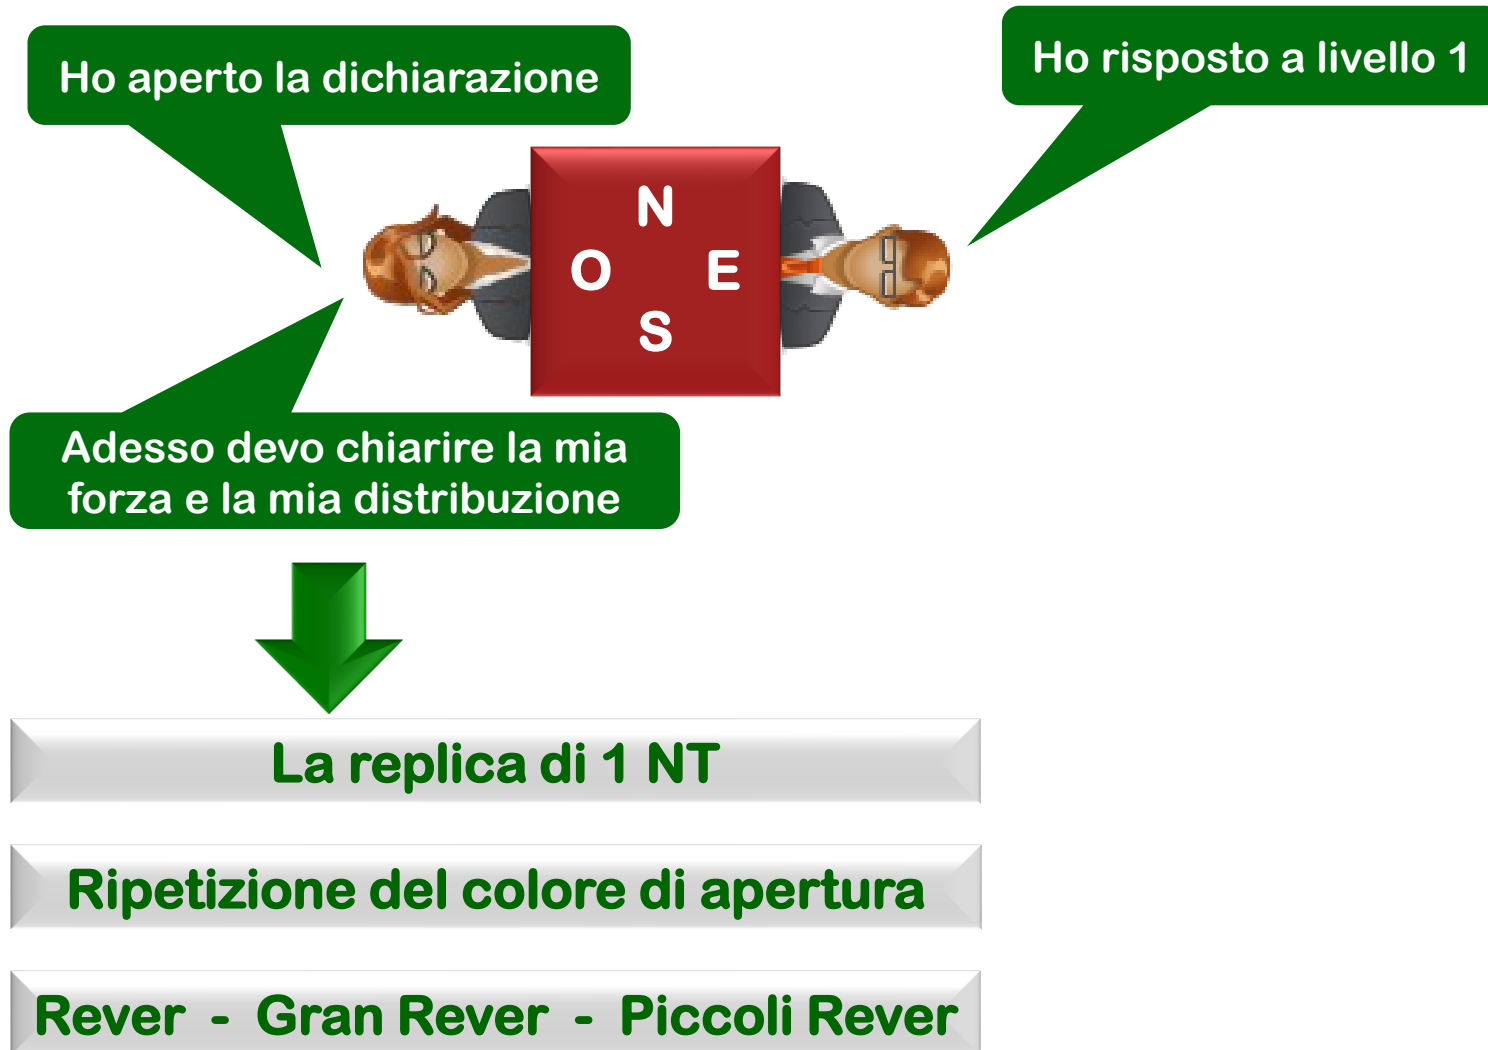 Ho aperto la dichiarazione
Ho risposto a livello 1
N
O E
S
Adesso devo chiarire la mia
forza e la mia distribuzione
La replica di 1 NT
Ripetizione del colore di apertura
Rever - Gran Rever - Piccoli Rever